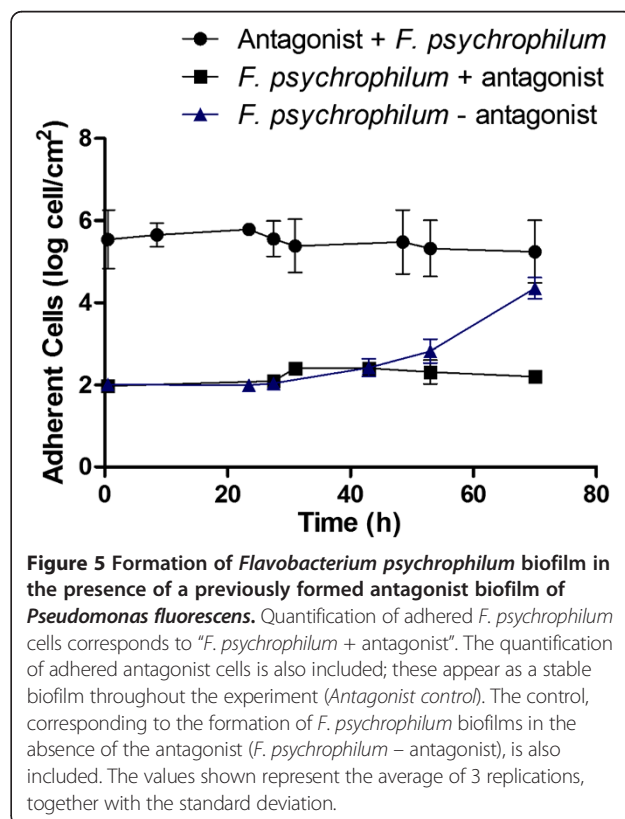 Antagonist + F. psychrophilum
F. psychrophilum + antagonist
F. psychrophilum - antagonist
Adherent Cells (log cell/cm²)
8
6
4
2
0
0 20 40 60 80
Time (h)
Figure 5 Formation of Flavobacterium psychrophilum biofilm in
the presence of a previously formed antagonist biofilm of
Pseudomonas fluorescens. Quantification of adhered F. psychrophilum
cells corresponds to “F. psychrophilum + antagonist”. The quantification
of adhered antagonist cells is also included; these appear as a stable
biofilm throughout the experiment (Antagonist control). The control,
corresponding to the formation of F. psychrophilum biofilms in the
absence of the antagonist (F. psychrophilum – antagonist), is also
included. The values shown represent the average of 3 replications,
together with the standard deviation.